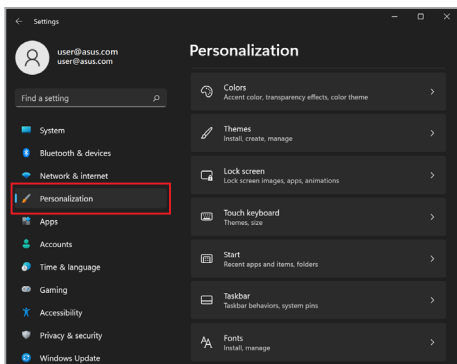 Settings
user@asus.com
user@asus.com
Find a setting
System
Bluetooth & devices
Network & internet
Personalization
Apps
Accounts
Time & language
Gaming
Accessibility
Privacy & security
Windows Update
Personalization
Colors
Accent color, transparency effects, color theme
Themes
Install, create, manage
Lock screen
Lock screen images, apps, animations
Touch keyboard
Themes, size
Start
Recent apps and items, folders
Taskbar
Taskbar behaviors, system pins
Fonts
Install, manage